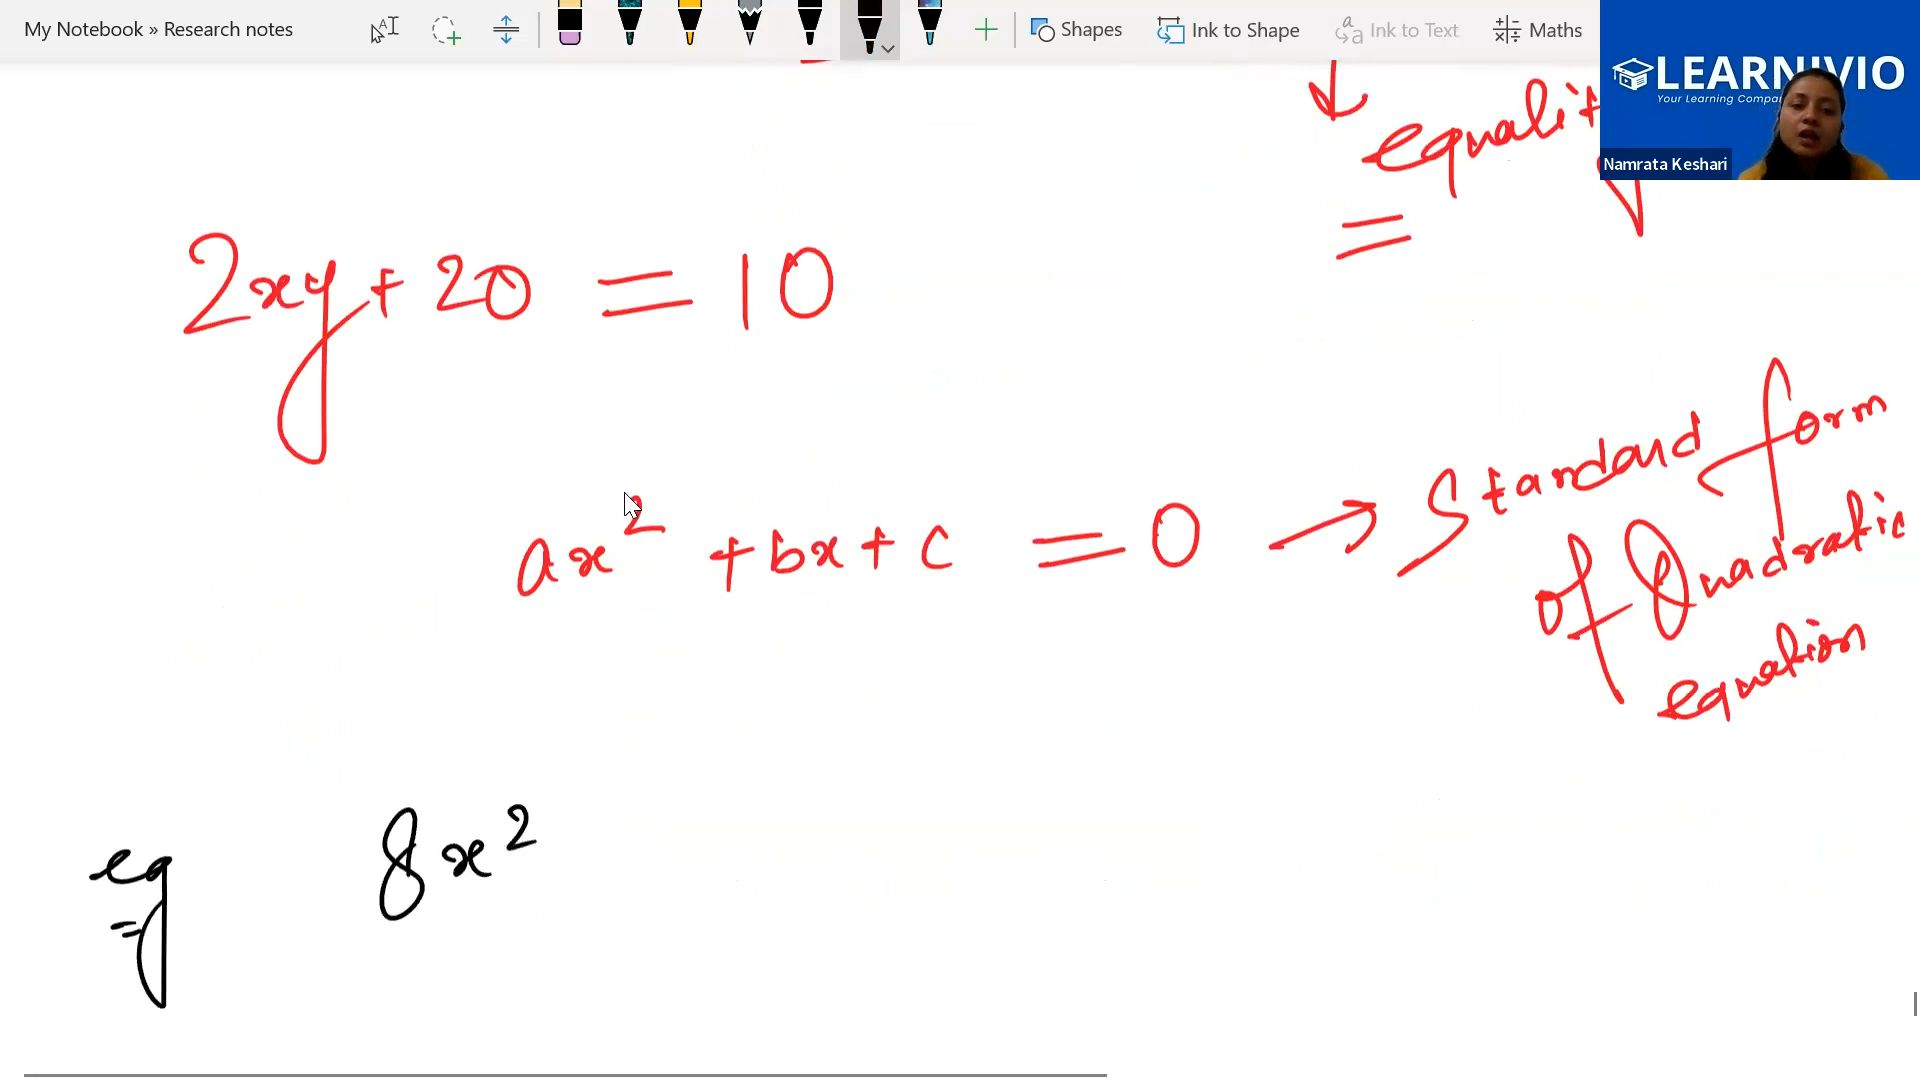 My Notebook » Research notes
Shapes
Ink to Shape
Ink to Text
Maths
LEARNIVIO
Your Learning Compa
Namrata Keshari
equality
=
2xy + 20 = 10
ax² + bx + c = 0 → Standard form
of Quadratic
equation
eg
=
8x²